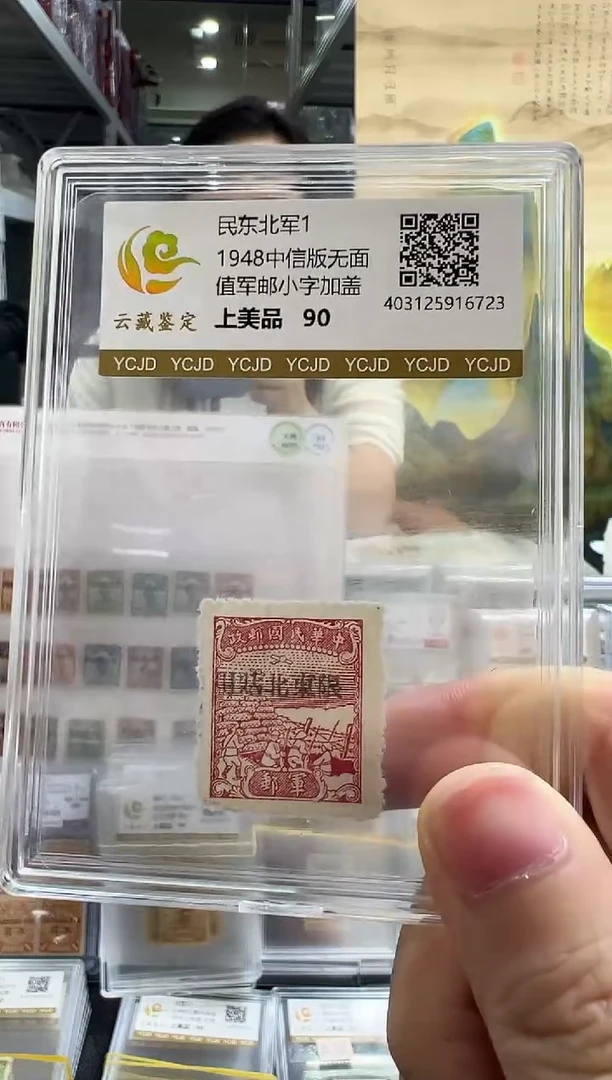 民东北军1
1948中信版无面
值军邮小字加盖
上美品 90
云藏鉴定
403125916723
YCJD YCJD YCJD YCJD YCJD YCJD YCJD
政郵國民華中
用貼北東限
郵軍